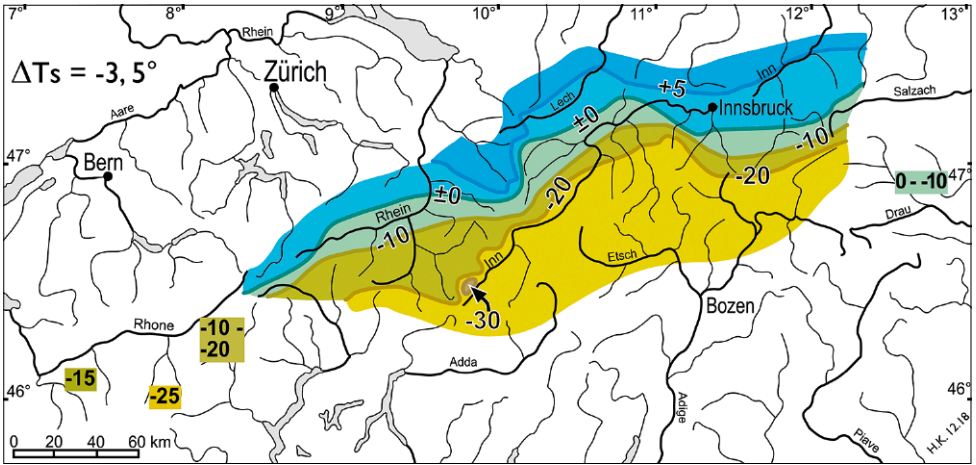 7° 8° 9° 10° 11° 12° 13°
Rhein
ΔTs = -3, 5°
Zürich
Inn
+5
Lech
Innsbruck
Salzach
Aare
±0
-10
47°
Bern
-20
47°
0 - -10
±0
-20
Rhein
-10
Drau
Inn
Etsch
-30
Bozen
Rhone
-10 -
-20
Adda
-15
-25
46°
46°
Adige
Piave
H.K. 12.18
0 20 40 60 km